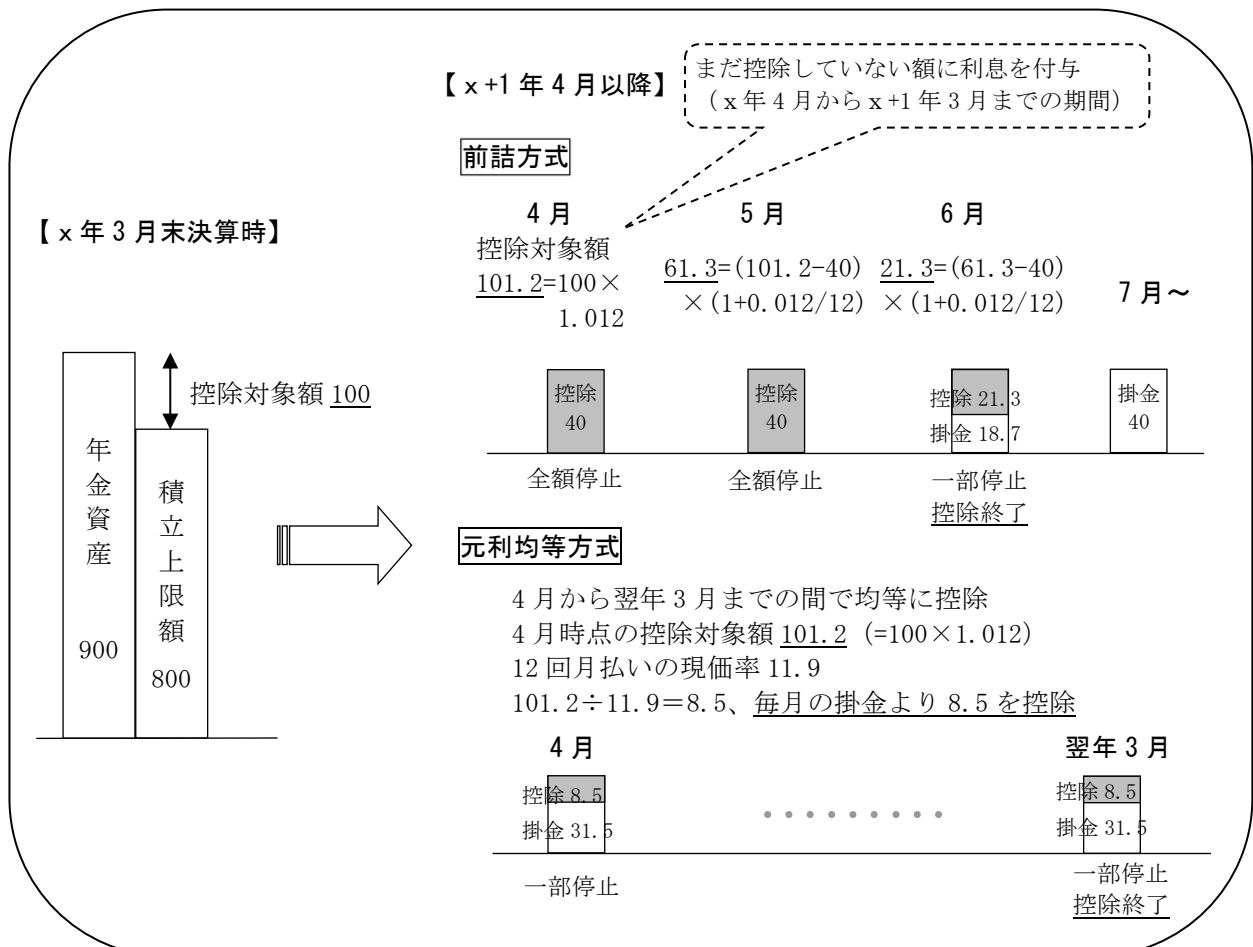 【x+1年4月以降】
まだ控除していない額に利息を付与
（x年4月からx+1年3月までの期間）
前詰方式
【x年3月末決算時】
4月
控除対象額
101.2=100×
1.012
5月
61.3=(101.2-40)
×(1+0.012/12)
6月
21.3=(61.3-40)
×(1+0.012/12)
7月～
控除対象額 100
年金資産
900
積立上限額
800
控除
40
控除
40
控除 21.3
掛金 18.7
掛金
40
全額停止
全額停止
一部停止
控除終了
元利均等方式
4月から翌年3月までの間で均等に控除
4月時点の控除対象額 101.2 (=100×1.012)
12回月払いの現価率 11.9
101.2÷11.9＝8.5、毎月の掛金より 8.5 を控除
4月
翌年3月
控除 8.5
掛金 31.5
・・・・・・・・・
控除 8.5
掛金 31.5
一部停止
一部停止
控除終了